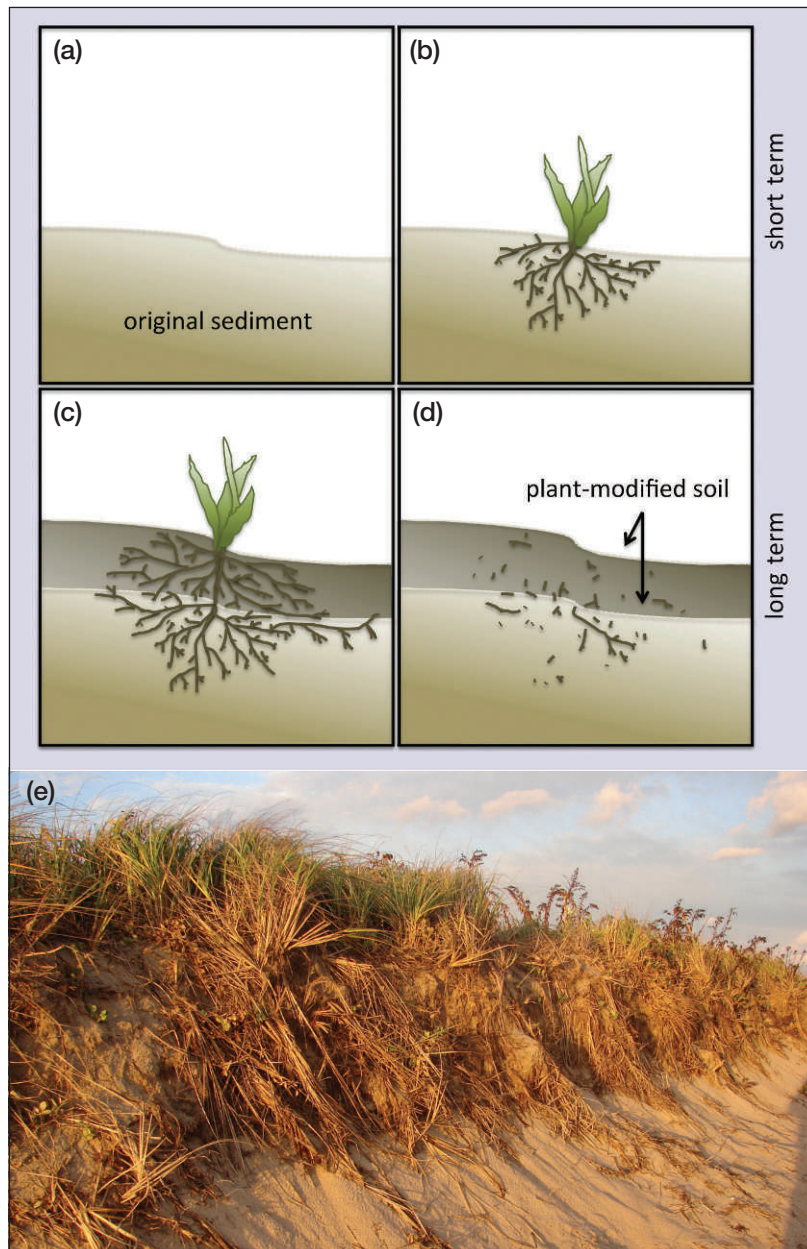 (a)
(b)
short term
original sediment
(c)
(d)
plant-modified soil
long term
(e)